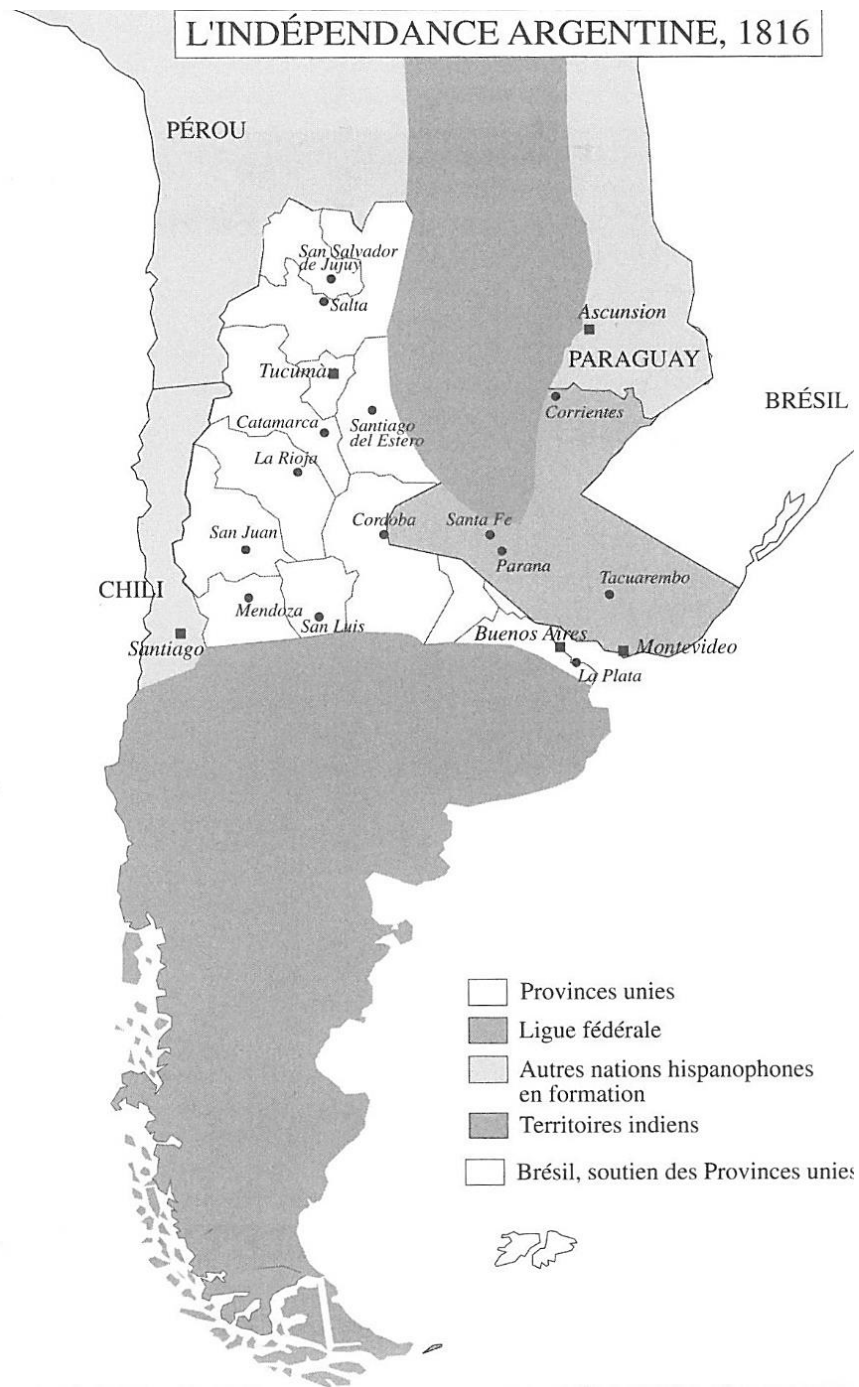 L'INDÉPENDANCE ARGENTINE, 1816
PÉROU
San Salvador
de Jujuy
Salta
Ascunsion
PARAGUAY
Tucumàn
BRÉSIL
Corrientes
Catamarca
Santiago
del Estero
La Rioja
Cordoba
Santa Fe
San Juan
Parana
Tacuarembo
CHILI
Mendoza
San Luis
Santiago
Buenos Aires
Montevideo
La Plata
Provinces unies
Ligue fédérale
Autres nations hispanophones
en formation
Territoires indiens
Brésil, soutien des Provinces unies